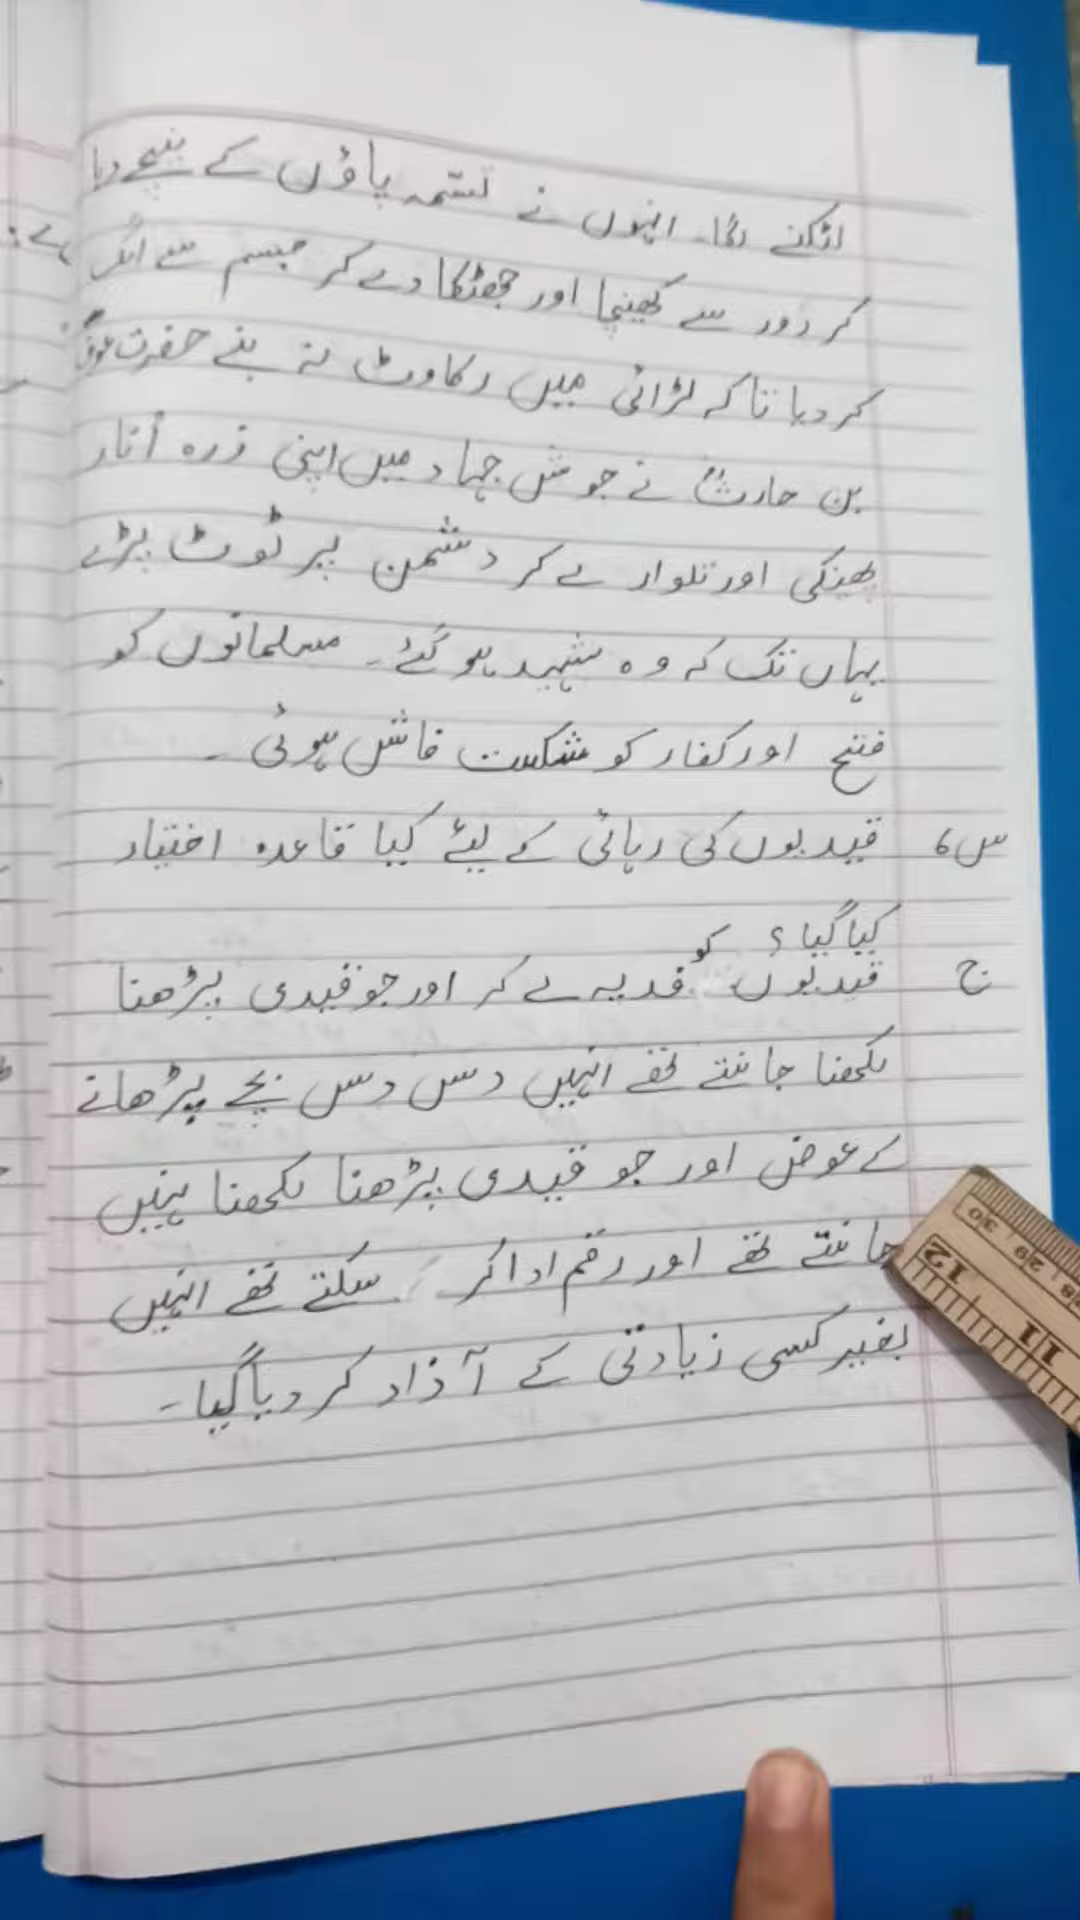 لٹکنے لگا۔ انہوں نے تسّمہ پاؤں کے نیچے دبا
کر زور سے کھینچا اور جھٹکا دے کر جسم سے الگ
کر دیا تاکہ لڑائی میں رکاوٹ نہ بنے حضرت عوفؓ
بن حارثؓ نے جوش جہاد میں اپنی زرہ اُتار
پھینکی اور تلوار لے کر دشمن پر ٹوٹ پڑے
یہاں تک کہ وہ شہید ہو گئے۔ مسلمانوں کو
فتح اور کفار کو شکست فاش ہوئی۔
س6 قیدیوں کی رہائی کے لیئے کیا قاعدہ اختیار
کیا گیا؟
ج قیدیوں کو فدیہ لے کر اور جو قیدی پڑھنا
لکھنا جانتے تھے انہیں دس دس بچے پڑھانے
کے عوض اور جو قیدی پڑھنا لکھنا نہیں
جانتے تھے اور رقم ادا کر سکتے تھے انہیں
بغیر کسی زیادتی کے آزاد کر دیا گیا۔